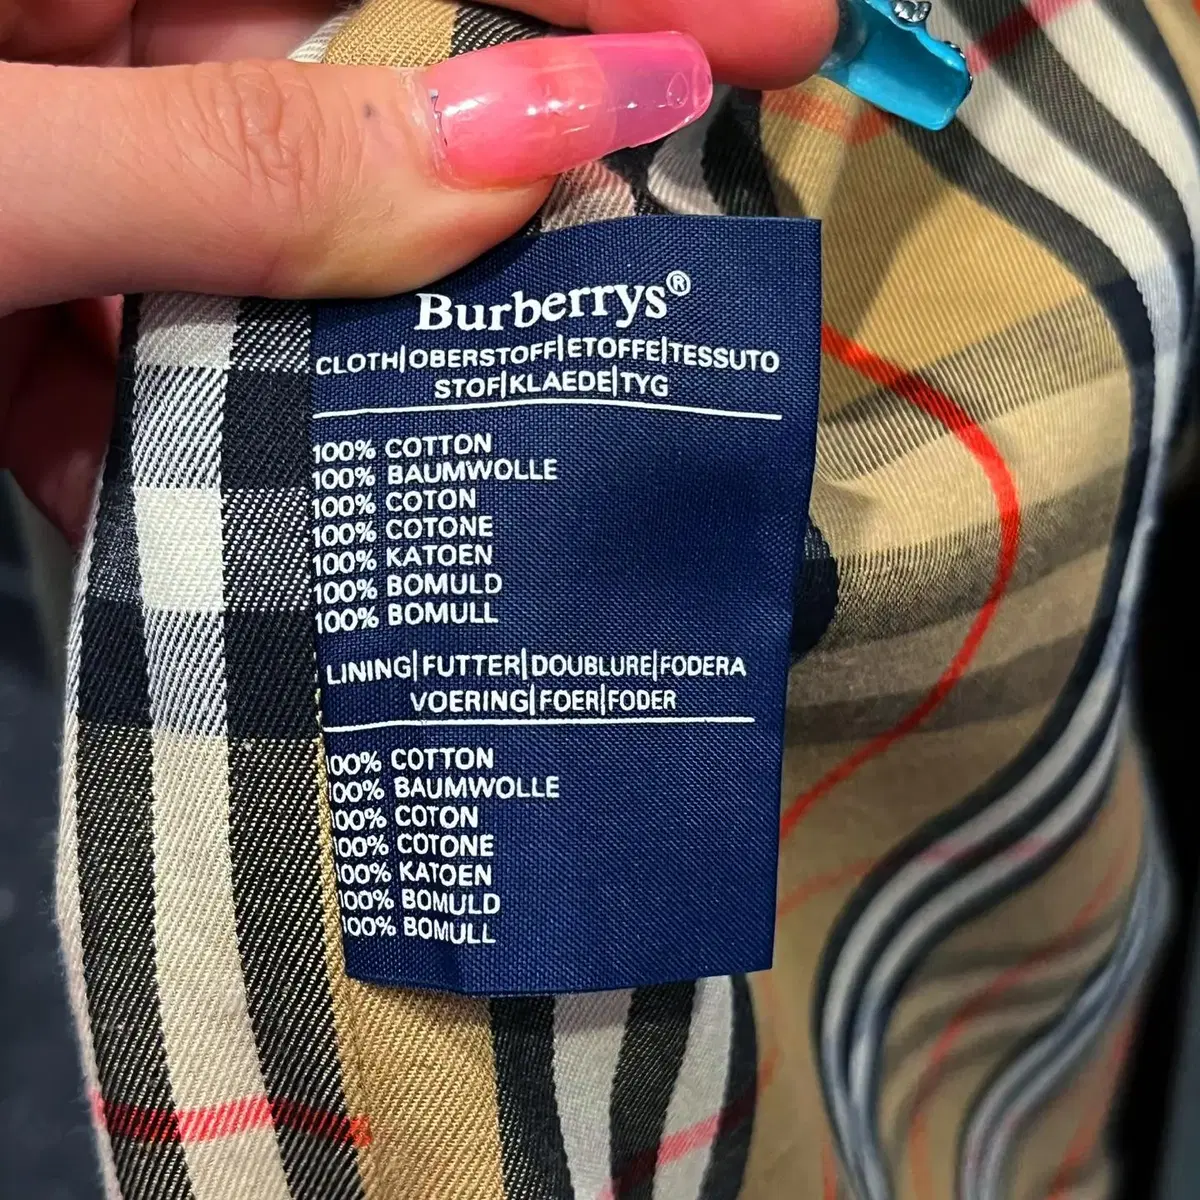 Burberrys®
CLOTH|OBERSTOFF|ETOFFE|TESSUTO
STOF|KLAEDE|TYG
100% COTTON
100% BAUMWOLLE
100% COTON
100% COTONE
100% KATOEN
100% BOMULD
100% BOMULL
LINING|FUTTER|DOUBLURE|FODERA
VOERING|FOER|FODER
100% COTTON
100% BAUMWOLLE
100% COTON
100% COTONE
100% KATOEN
100% BOMULD
100% BOMULL